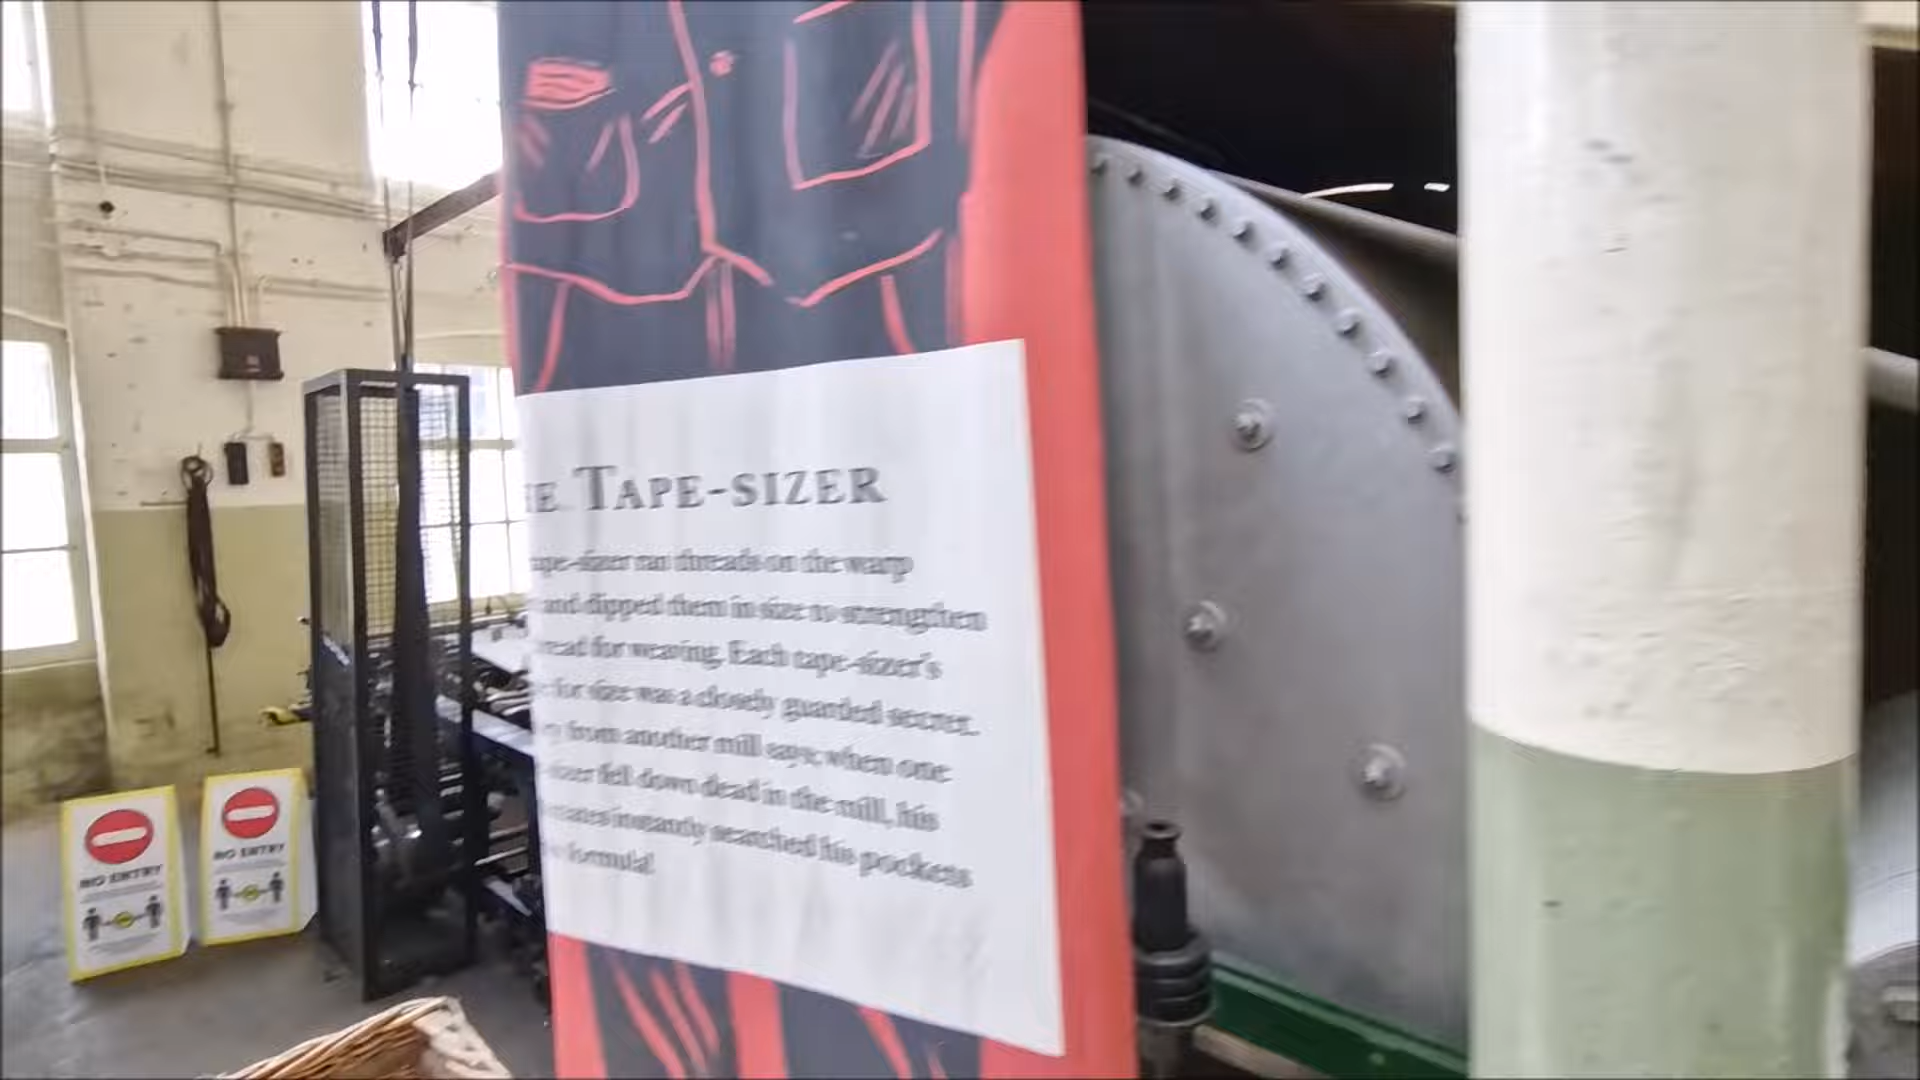 TAPE-SIZER
tape-sizer ran threads on the warp
and dipped them in size to strengthen
for weaving. Each tape-sizer's
for size was a closely guarded secret.
from another mill says; when one
fell down dead in the mill, his
instantly searched his pockets
formula!
NO ENTRY
NO ENTRY